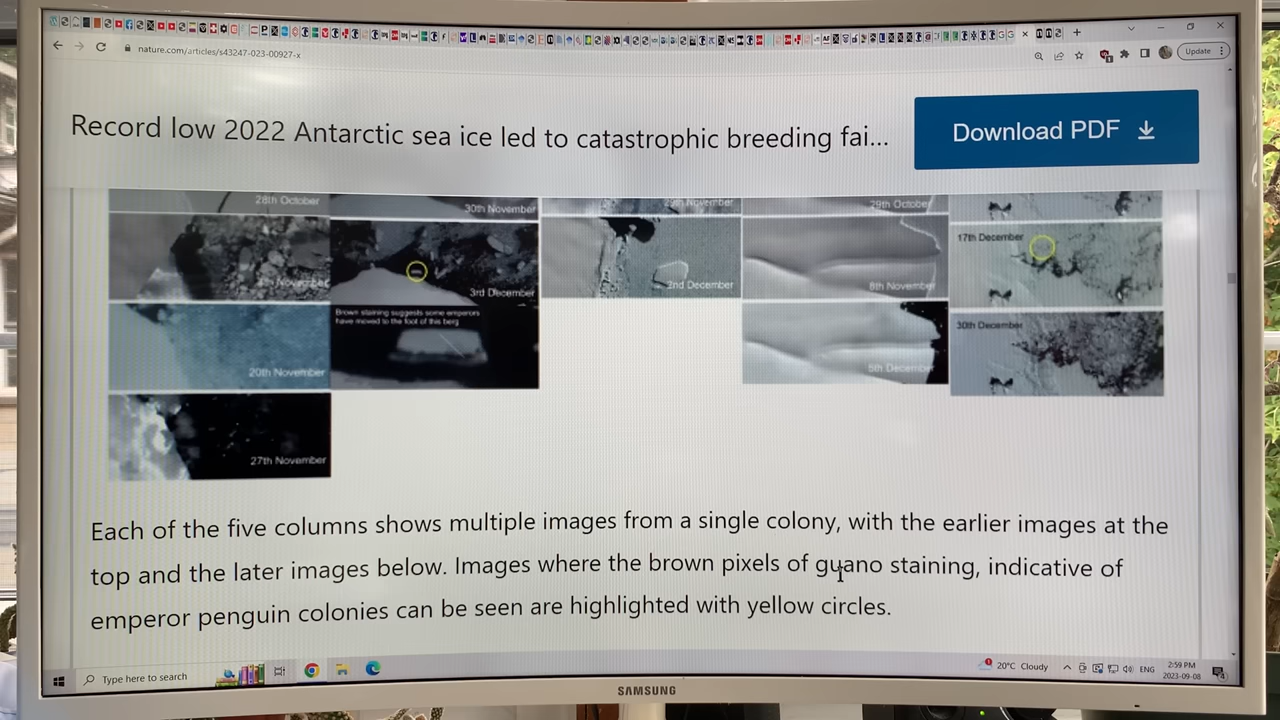 nature.com/articles/s43247-023-00927-x
Update
Record low 2022 Antarctic sea ice led to catastrophic breeding fai...
Download PDF
28th October
30th November
29th November
29th October
17th December
November
3rd December
2nd December
8th November
Brown staining suggests some emperors
have moved to the foot of this berg
30th December
20th November
5th December
27th November
Each of the five columns shows multiple images from a single colony, with the earlier images at the
top and the later images below. Images where the brown pixels of guano staining, indicative of
emperor penguin colonies can be seen are highlighted with yellow circles.
Type here to search
20°C Cloudy
ENG
2:59 PM
2023-09-08
SAMSUNG